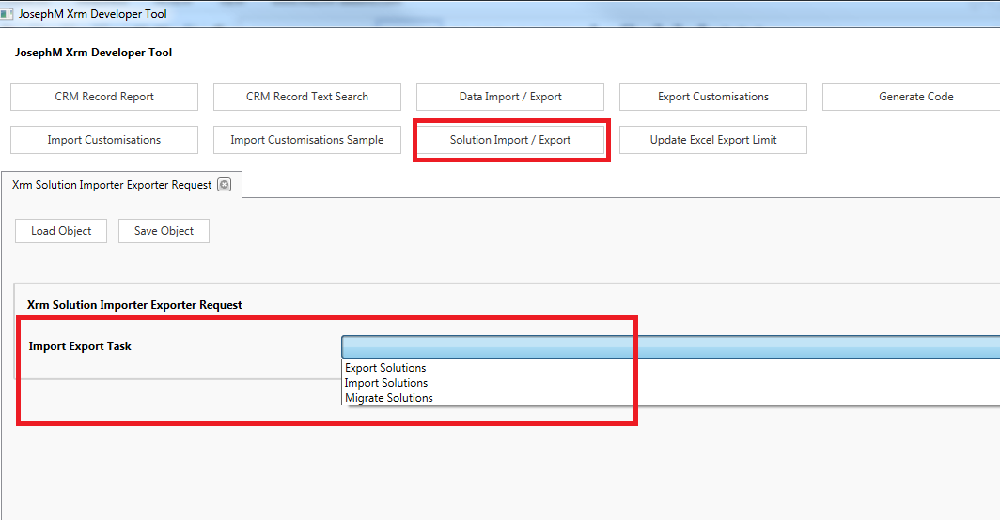 JosephM Xrm Developer Tool
JosephM Xrm Developer Tool
CRM Record Report
CRM Record Text Search
Data Import / Export
Export Customisations
Generate Code
Import Customisations
Import Customisations Sample
Solution Import / Export
Update Excel Export Limit
Xrm Solution Importer Exporter Request
Load Object
Save Object
Xrm Solution Importer Exporter Request
Import Export Task
Export Solutions
Import Solutions
Migrate Solutions